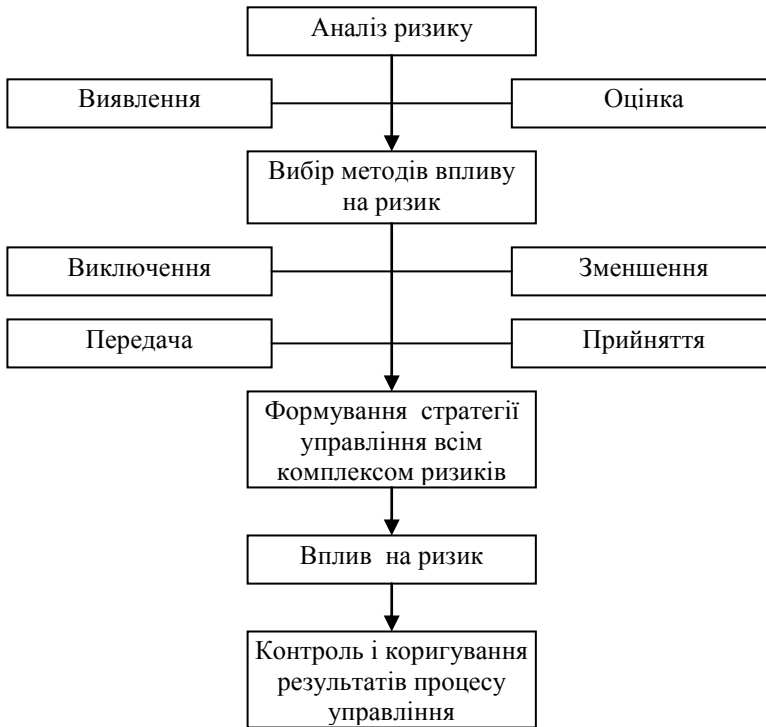 Аналіз ризику
Виявлення
Оцінка
Вибір методів впливу
на ризик
Виключення
Зменшення
Передача
Прийняття
Формування стратегії
управління всім
комплексом ризиків
Вплив на ризик
Контроль і коригування
результатів процесу
управління